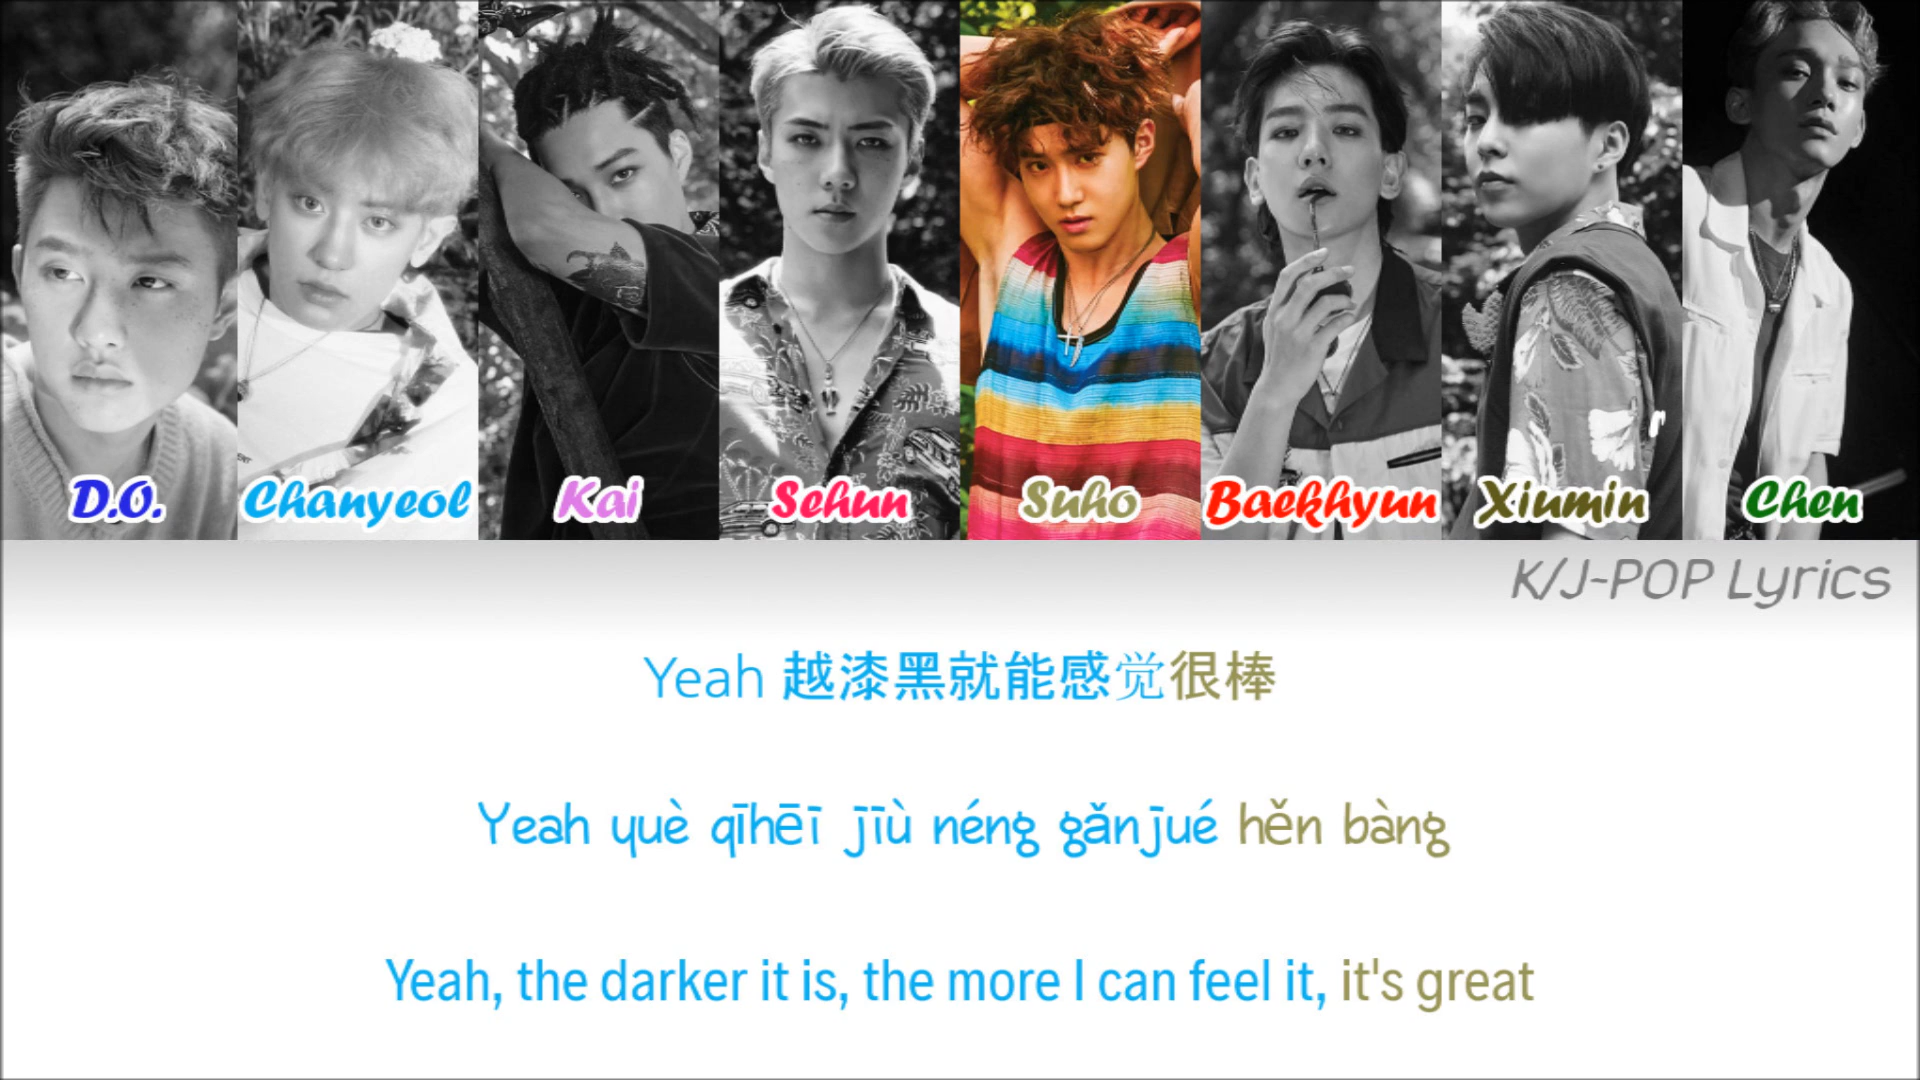 D.O. Chanyeol Kai Sehun Suho Baekhyun Xiumin Chen
K/J-POP Lyrics
Yeah 越漆黑就能感觉很棒
Yeah yuè qīhēi jiù néng gǎnjué hěn bàng
Yeah, the darker it is, the more I can feel it, it's great